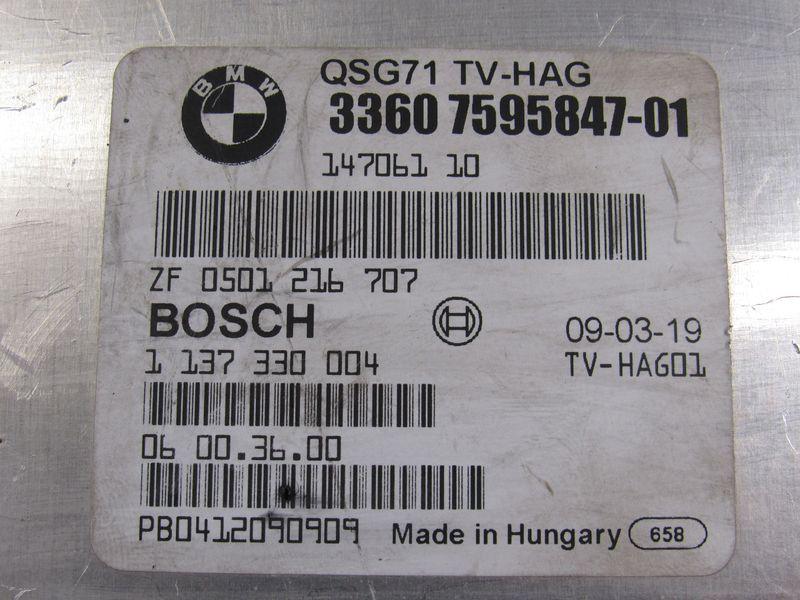 BMW
QSG71 TV-HAG
3360 7595847-01
147061 10
ZF 0501 216 707
BOSCH
09-03-19
1 137 330 004
TV-HAG01
06 00.36.00
PB0412090909
Made in Hungary 658